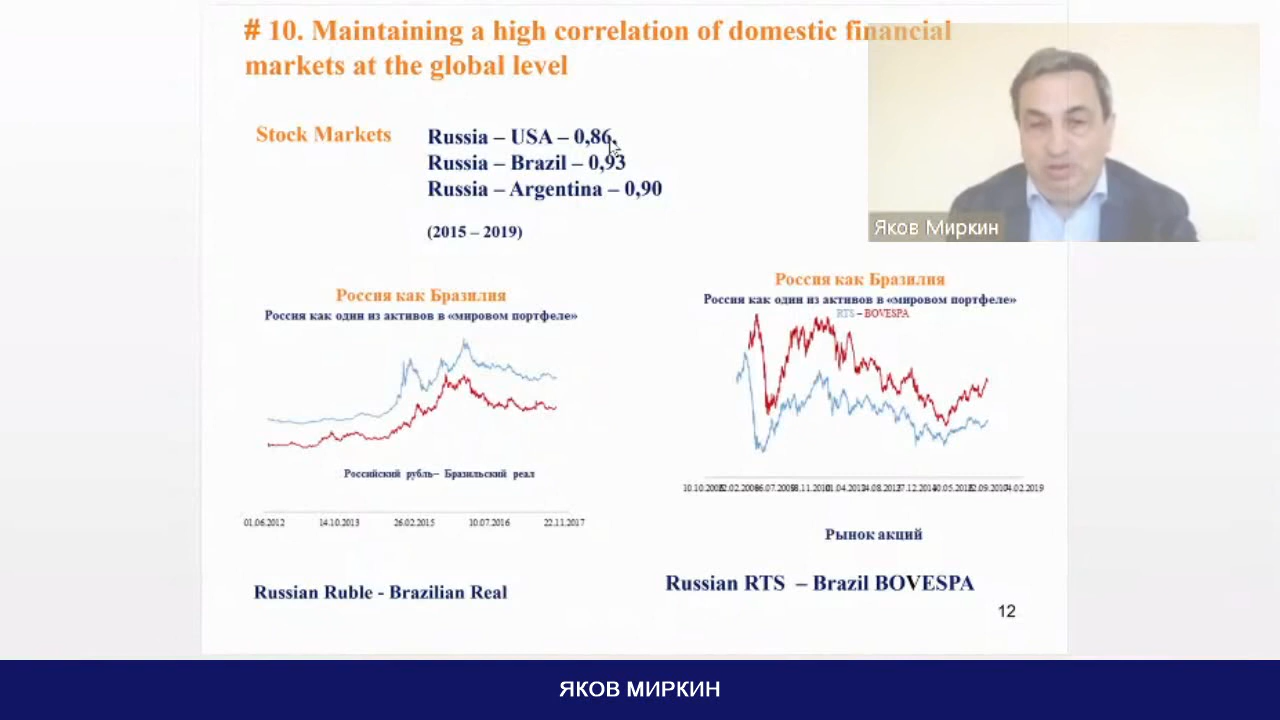 # 10. Maintaining a high correlation of domestic financial
markets at the global level
Stock Markets
Russia – USA – 0,86,
Russia – Brazil – 0,93
Russia – Argentina – 0,90
(2015 – 2019)
Яков Миркин
Россия как Бразилия
Россия как один из активов в «мировом портфеле»
Российский рубль– Бразильский реал
01.06.2012 14.10.2013 26.02.2015 10.07.2016 22.11.2017
Russian Ruble - Brazilian Real
Россия как Бразилия
Россия как один из активов в «мировом портфеле»
RTS – BOVESPA
Рынок акций
Russian RTS – Brazil BOVESPA
12
ЯКОВ МИРКИН